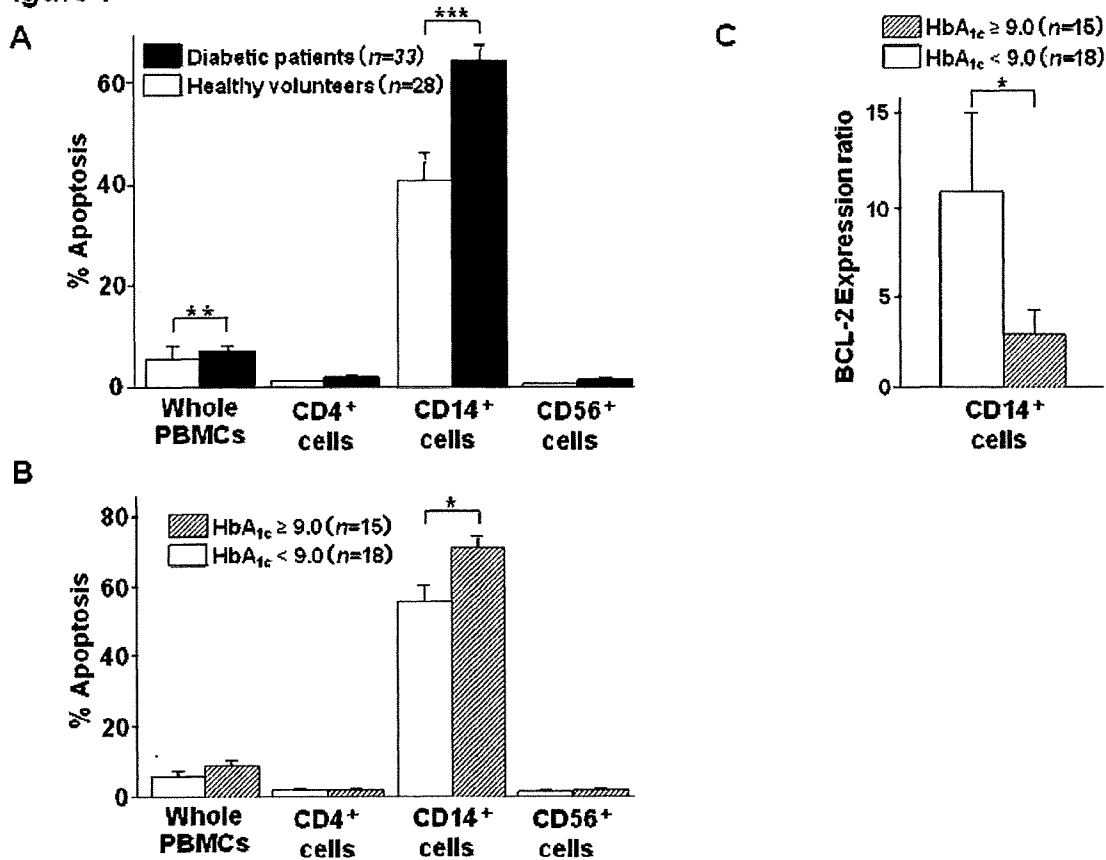 A
***
Diabetic patients (n=33)
Healthy volunteers (n=28)
60
40
20
0
% Apoptosis
**
Whole PBMCs
CD4+ cells
CD14+ cells
CD56+ cells
B
80
60
40
20
0
% Apoptosis
HbA1c ≥ 9.0 (n=15)
HbA1c < 9.0 (n=18)
*
Whole PBMCs
CD4+ cells
CD14+ cells
CD56+ cells
C
HbA1c ≥ 9.0 (n=15)
HbA1c < 9.0 (n=18)
*
15
10
5
0
BCL-2 Expression ratio
CD14+ cells